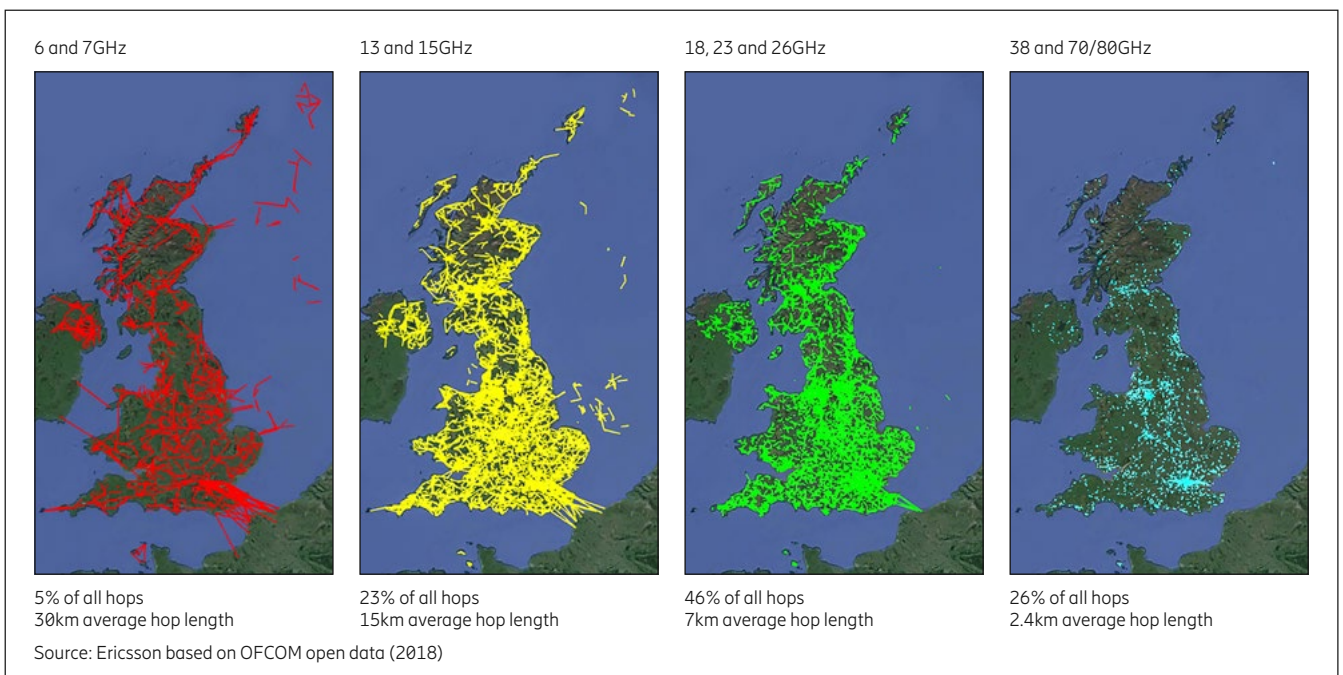 6 and 7GHz
13 and 15GHz
18, 23 and 26GHz
38 and 70/80GHz
5% of all hops
30km average hop length
23% of all hops
15km average hop length
46% of all hops
7km average hop length
26% of all hops
2.4km average hop length
Source: Ericsson based on OFCOM open data (2018)